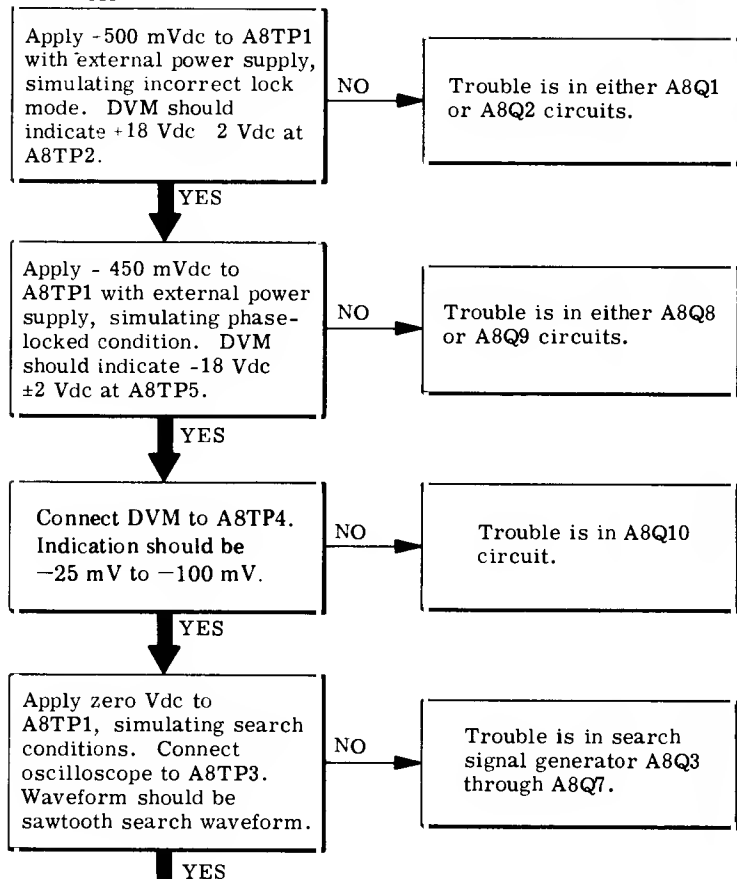 Apply -500 mVdc to A8TP1
with external power supply,
simulating incorrect lock
mode. DVM should
indicate +18 Vdc 2 Vdc at
A8TP2.
NO
Trouble is in either A8Q1
or A8Q2 circuits.
YES
Apply - 450 mVdc to
A8TP1 with external power
supply, simulating phase-
locked condition. DVM
should indicate -18 Vdc
±2 Vdc at A8TP5.
NO
Trouble is in either A8Q8
or A8Q9 circuits.
YES
Connect DVM to A8TP4.
Indication should be
−25 mV to −100 mV.
NO
Trouble is in A8Q10
circuit.
YES
Apply zero Vdc to
A8TP1, simulating search
conditions. Connect
oscilloscope to A8TP3.
Waveform should be
sawtooth search waveform.
NO
Trouble is in search
signal generator A8Q3
through A8Q7.
YES